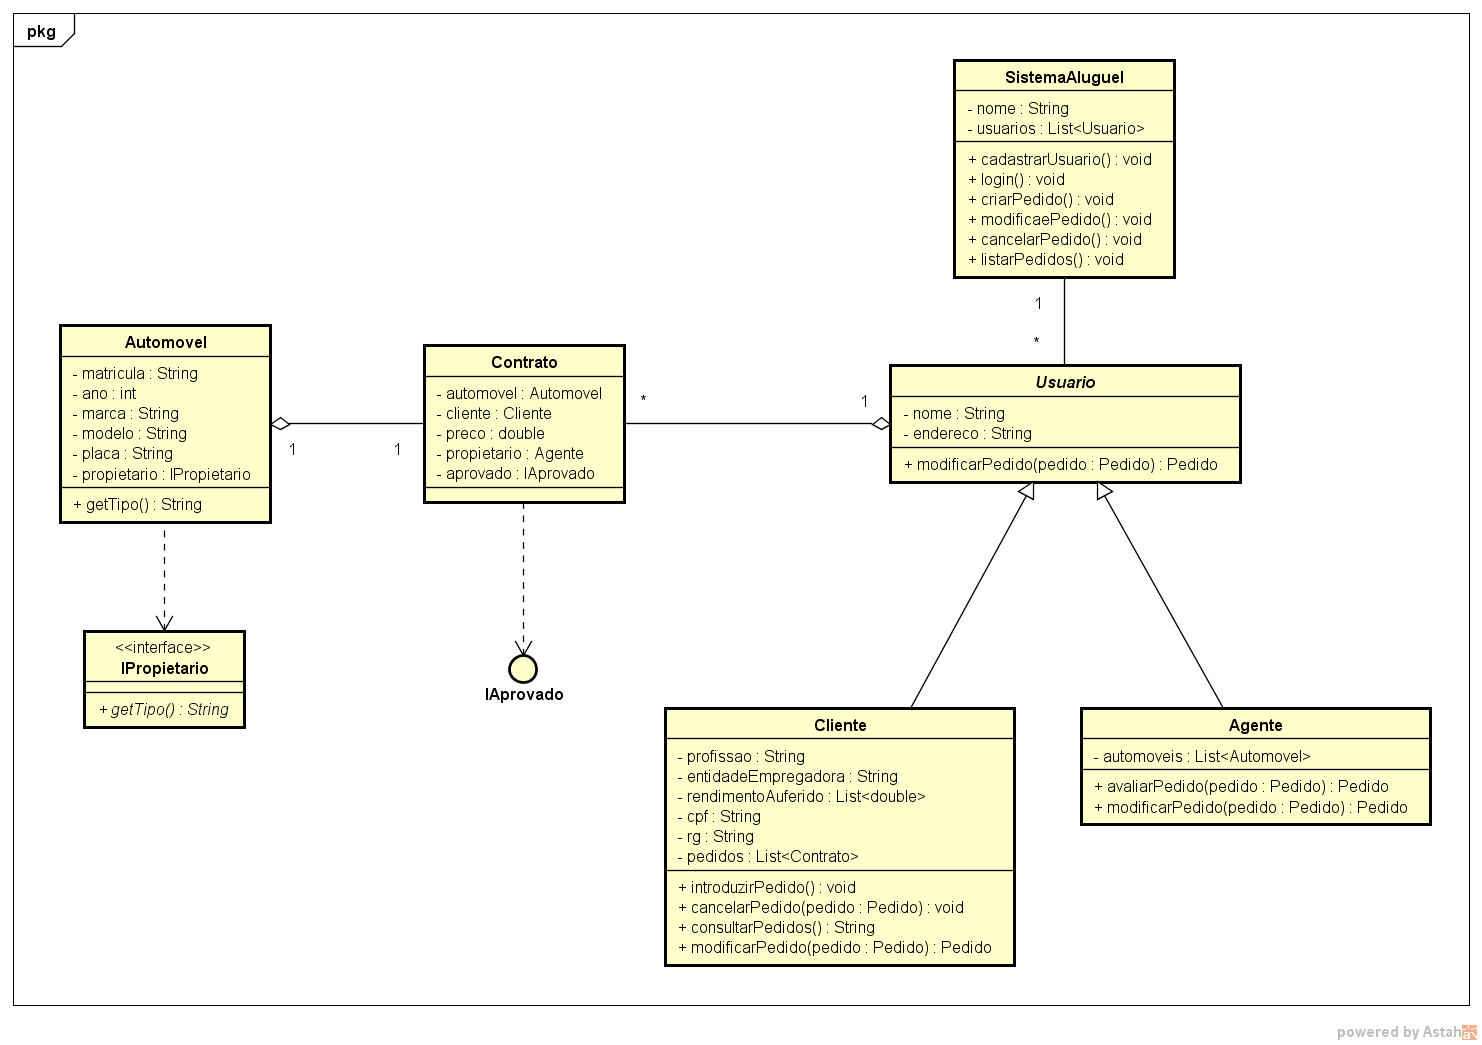 pkg
SistemaAluguel
- nome : String
- usuarios : List<Usuario>
+ cadastrarUsuario() : void
+ login() : void
+ criarPedido() : void
+ modificaePedido() : void
+ cancelarPedido() : void
+ listarPedidos() : void
1
*
Automovel
- matricula : String
- ano : int
- marca : String
- modelo : String
- placa : String
- propietario : IPropietario
+ getTipo() : String
1
1
Contrato
- automovel : Automovel
- cliente : Cliente
- preco : double
- propietario : Agente
- aprovado : IAprovado
*
1
Usuario
- nome : String
- endereco : String
+ modificarPedido(pedido : Pedido) : Pedido
<<interface>>
IPropietario
+ getTipo() : String
IAprovado
Cliente
- profissao : String
- entidadeEmpregadora : String
- rendimentoAuferido : List<double>
- cpf : String
- rg : String
- pedidos : List<Contrato>
+ introduzirPedido() : void
+ cancelarPedido(pedido : Pedido) : void
+ consultarPedidos() : String
+ modificarPedido(pedido : Pedido) : Pedido
Agente
- automoveis : List<Automovel>
+ avaliarPedido(pedido : Pedido) : Pedido
+ modificarPedido(pedido : Pedido) : Pedido
powered by Astah